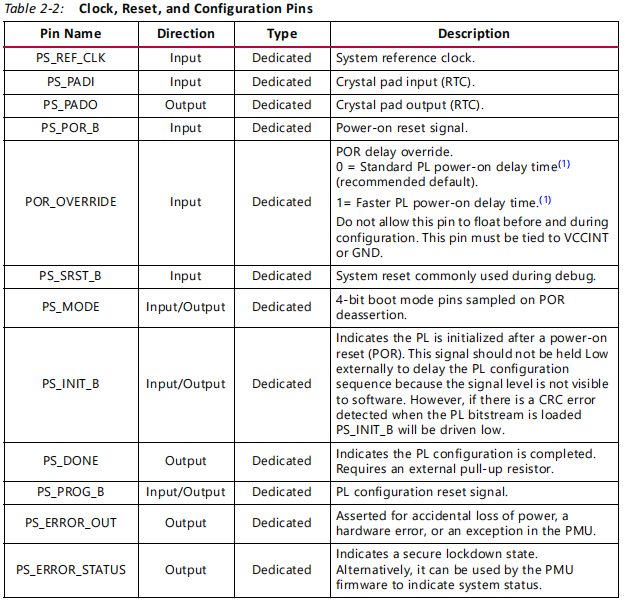 Table 2-2: Clock, Reset, and Configuration Pins
Pin Name Direction Type Description
PS_REF_CLK Input Dedicated System reference clock.
PS_PADI Input Dedicated Crystal pad input (RTC).
PS_PADO Output Dedicated Crystal pad output (RTC).
PS_POR_B Input Dedicated Power-on reset signal.
POR_OVERRIDE Input Dedicated POR delay override.
0 = Standard PL power-on delay time(1)
(recommended default).
1= Faster PL power-on delay time.(1)
Do not allow this pin to float before and during
configuration. This pin must be tied to VCCINT
or GND.
PS_SRST_B Input Dedicated System reset commonly used during debug.
PS_MODE Input/Output Dedicated 4-bit boot mode pins sampled on POR
deassertion.
PS_INIT_B Input/Output Dedicated Indicates the PL is initialized after a power-on
reset (POR). This signal should not be held Low
externally to delay the PL configuration
sequence because the signal level is not visible
to software. However, if there is a CRC error
detected when the PL bitstream is loaded
PS_INIT_B will be driven low.
PS_DONE Output Dedicated Indicates the PL configuration is completed.
Requires an external pull-up resistor.
PS_PROG_B Input/Output Dedicated PL configuration reset signal.
PS_ERROR_OUT Output Dedicated Asserted for accidental loss of power, a
hardware error, or an exception in the PMU.
PS_ERROR_STATUS Output Dedicated Indicates a secure lockdown state.
Alternatively, it can be used by the PMU
firmware to indicate system status.